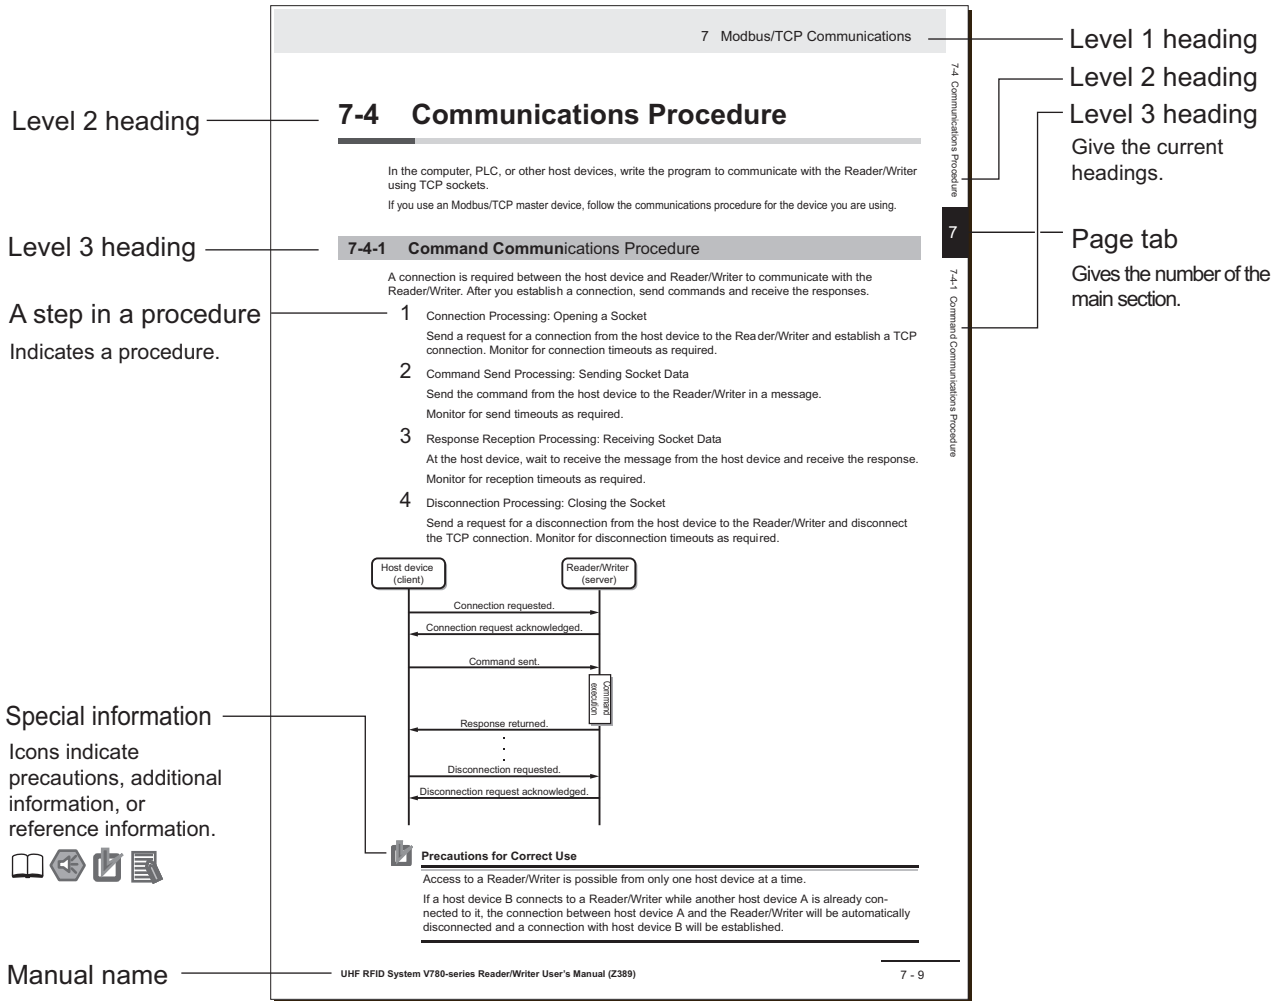 7 Modbus/TCP Communications
Level 1 heading
Level 2 heading
Level 3 heading
Give the current
headings.
Page tab
Gives the number of the
main section.
7-4 Communications Procedure
7
7-4-1 Command Communications Procedure
Level 2 heading
7-4 Communications Procedure
In the computer, PLC, or other host devices, write the program to communicate with the Reader/Writer
using TCP sockets.
If you use an Modbus/TCP master device, follow the communications procedure for the device you are using.
Level 3 heading
7-4-1 Command Communications Procedure
A connection is required between the host device and Reader/Writer to communicate with the
Reader/Writer. After you establish a connection, send commands and receive the responses.
A step in a procedure
Indicates a procedure.
1 Connection Processing: Opening a Socket
Send a request for a connection from the host device to the Reader/Writer and establish a TCP
connection. Monitor for connection timeouts as required.
2 Command Send Processing: Sending Socket Data
Send the command from the host device to the Reader/Writer in a message.
Monitor for send timeouts as required.
3 Response Reception Processing: Receiving Socket Data
At the host device, wait to receive the message from the host device and receive the response.
Monitor for reception timeouts as required.
4 Disconnection Processing: Closing the Socket
Send a request for a disconnection from the host device to the Reader/Writer and disconnect
the TCP connection. Monitor for disconnection timeouts as required.
Host device
(client)
Reader/Writer
(server)
Connection requested.
Connection request acknowledged.
Command sent.
Command
execution
Response returned.
Disconnection requested.
Disconnection request acknowledged.
Special information
Icons indicate
precautions, additional
information, or
reference information.
Precautions for Correct Use
Access to a Reader/Writer is possible from only one host device at a time.
If a host device B connects to a Reader/Writer while another host device A is already con-
nected to it, the connection between host device A and the Reader/Writer will be automatically
disconnected and a connection with host device B will be established.
Manual name
UHF RFID System V780-series Reader/Writer User's Manual (Z389)
7 - 9